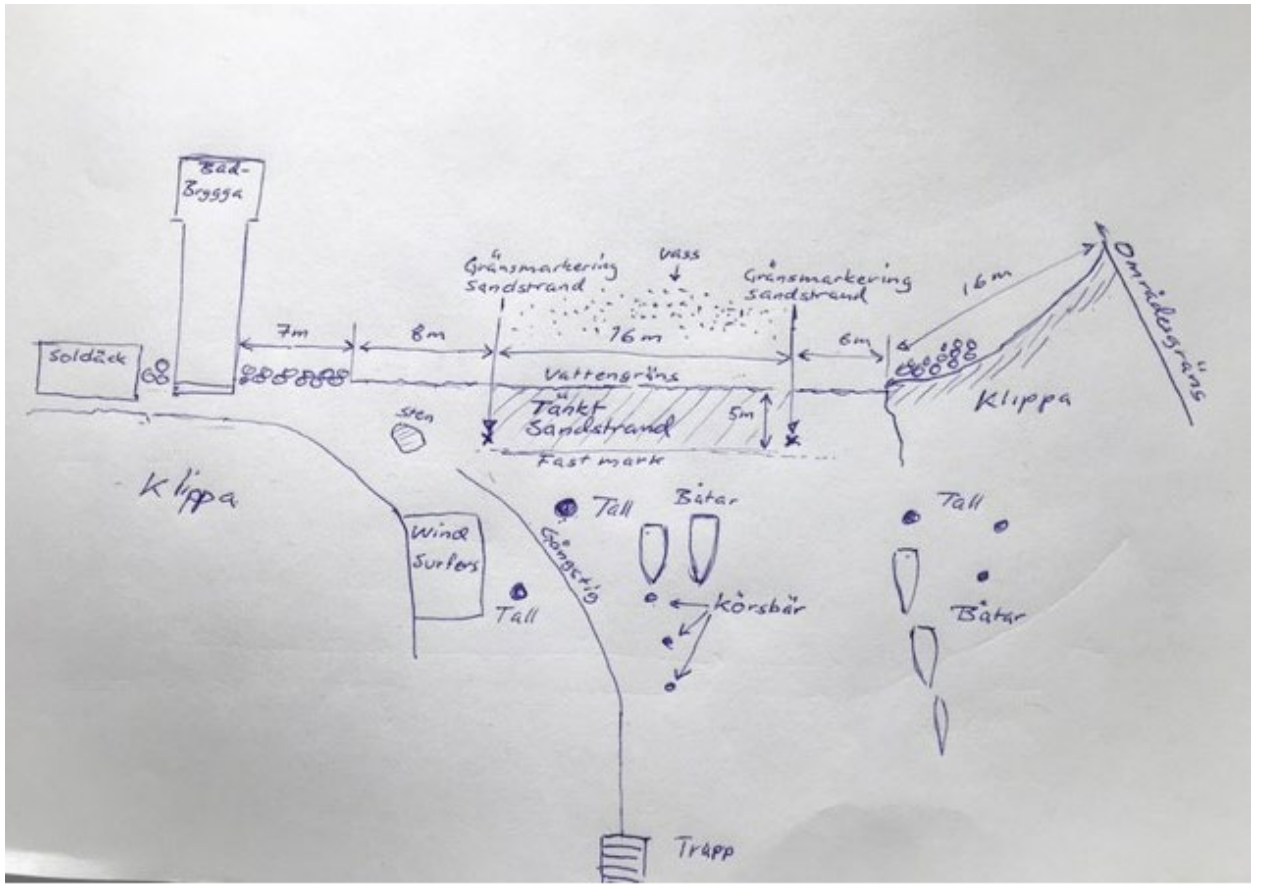 Bad-
Brygga
Gränsmarkering
Sandstrand
Vass
Gränsmarkering
Sandstrand
16m
Områdesgräns
7m
8m
16m
6m
Soldäck
Vattengräns
Klippa
Tänkt
Sandstrand
5m
Sten
Fast mark
Klippa
Tall
Båtar
Tall
Wind
Surfers
Gångstig
Tall
Körsbär
Båtar
Trapp